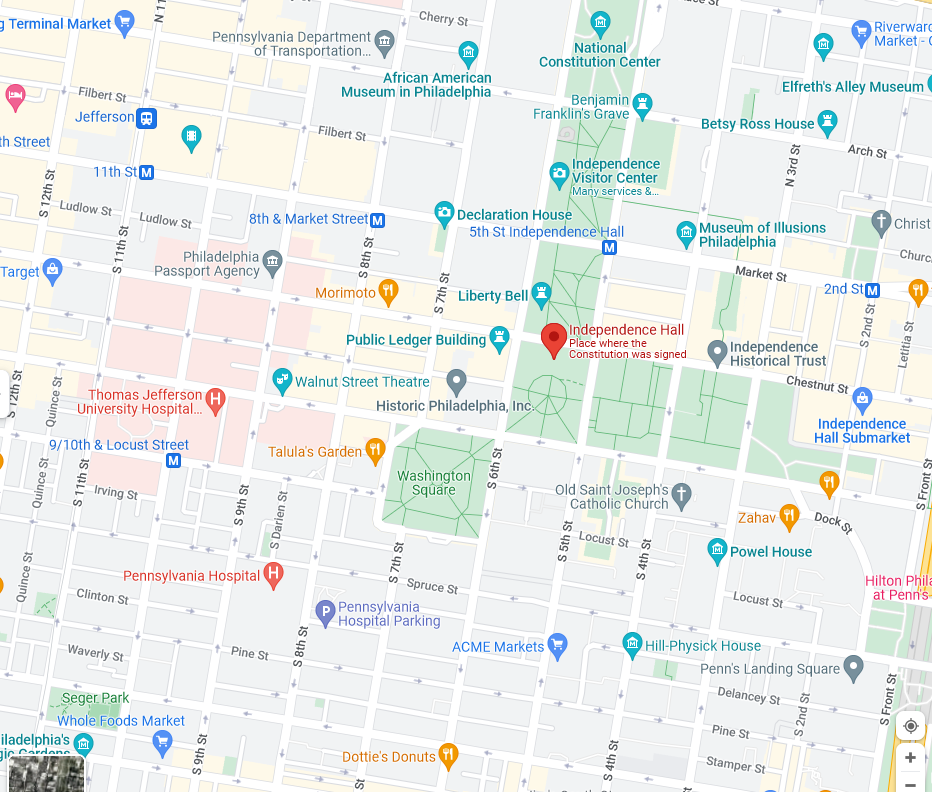 Cherry St
g Terminal Market
N 11
Pennsylvania Department
of Transportation...
National
Constitution Center
Riverward
Market - C
African American
Museum in Philadelphia
Elfreth's Alley Museum
Filbert St
Benjamin
Franklin's Grave
Jefferson
Betsy Ross House
Filbert St
th Street
Arch St
N 3rd St
11th St
Independence
Visitor Center
Many services &...
S 12th St
Ludlow St
Ludlow St
8th & Market Street
Declaration House
5th St Independence Hall
Museum of Illusions
Philadelphia
Christ
S 11th St
S 8th St
Philadelphia
Passport Agency
Church
Target
Market St
2nd St
Morimoto
S 7th St
Liberty Bell
S 2nd St
Letitia St
Independence Hall
Place where the
Constitution was signed
Public Ledger Building
Independence
Historical Trust
Walnut Street Theatre
Chestnut St
S 12th St
Quince St
Thomas Jefferson
University Hospital...
Historic Philadelphia, Inc.
Independence
Hall Submarket
9/10th & Locust Street
Talula's Garden
S 6th St
Quince St
S 11th St
Irving St
Washington
Square
Old Saint Joseph's
Catholic Church
S Front St
S 9th St
S Darien St
Zahav
Dock St
Locust St
S 5th St
S 4th St
Powel House
S 7th St
Quince St
Pennsylvania Hospital
Spruce St
Hilton Phila
at Penn's
Clinton St
Locust St
Pennsylvania
Hospital Parking
S 8th St
ACME Markets
Hill-Physick House
Waverly St
Pine St
Penn's Landing Square
Seger Park
Delancey St
S 2nd St
S Front St
Whole Foods Market
Pine St
iladelphia's
gic Gardens
S 9th St
Dottie's Donuts
S 4th St
Stamper St